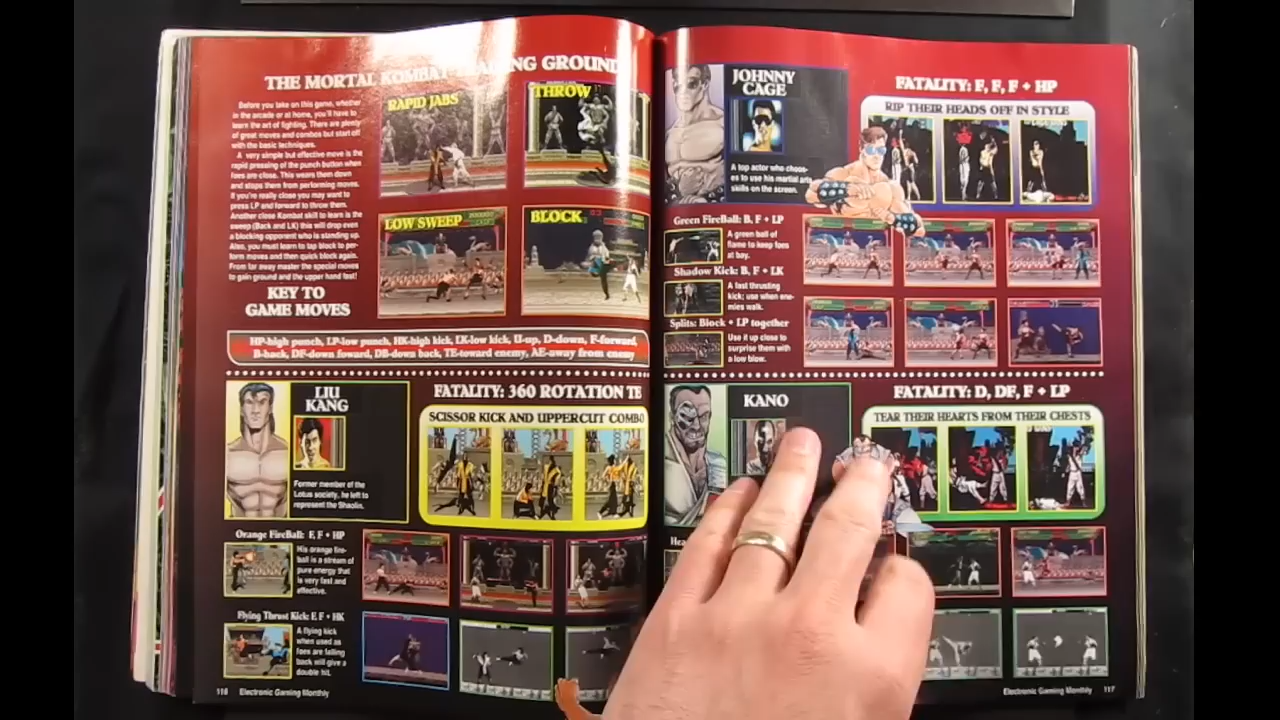 THE MORTAL KOMBAT
GROUND
Before you take on this game, whether
in the arcade or at home, you'll have to
learn the art of fighting. There are plenty
of great moves and combos but start off
with the basic techniques.
A very simple but effective move is the
rapid pressing of the punch button when
foes are close. This wears them down
and stops them from performing moves.
If you're really close you may want to
press LP and forward to throw them.
Another close Kombat skill to learn is the
sweep (Back and LK) this will drop even
a blocking opponent who is standing up.
Also, you must learn to tap block to per-
form moves and then quick block again.
From far away master the special moves
to gain ground and the upper hand fast!
KEY TO
GAME MOVES
RAPID JABS
THROW
LOW SWEEP
BLOCK
HP-high punch, LP-low punch, HK-high kick, LK-low kick, U-up, D-down, F-forward,
B-back, DF-down foward, DB-down back, TE-toward enemy, AE-away from enemy
LIU
KANG
Former member of the
Lotus society, he left to
represent the Shaolin.
FATALITY: 360 ROTATION TE
SCISSOR KICK AND UPPERCUT COMBO
Orange FireBall: F, F + HP
His orange fire-
ball is a stream of
pure energy that
is very fast and
effective.
Flying Thrust Kick: F, F + HK
A flying kick
when used as
foes are falling
back will give a
double hit.
116 Electronic Gaming Monthly
JOHNNY
CAGE
A top actor who choos-
es to use his martial arts
skills on the screen.
FATALITY: F, F, F + HP
RIP THEIR HEADS OFF IN STYLE
Green FireBall: B, F + LP
A green ball of
flame to keep foes
at bay.
Shadow Kick: B, F + LK
A fast thrusting
kick; use when ene-
mies walk.
Splits: Block + LP together
Use it up close to
surprise them with
a low blow.
KANO
FATALITY: D, DF, F + LP
TEAR THEIR HEARTS FROM THEIR CHESTS
Electronic Gaming Monthly 117